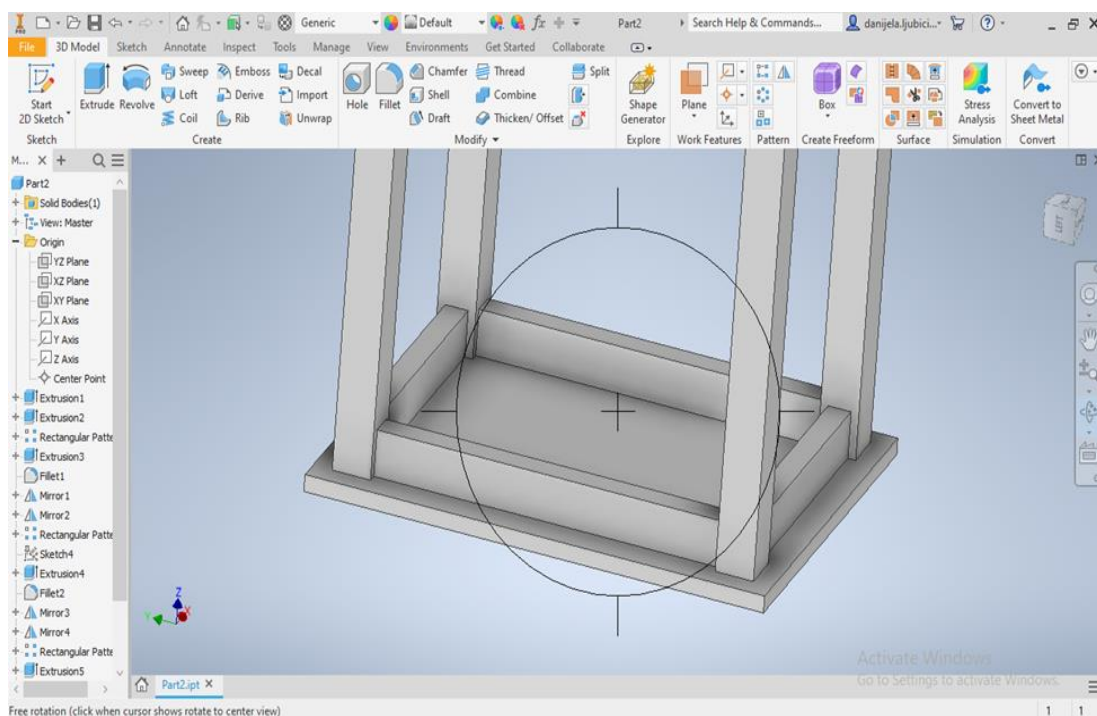 PRO Generic Default fx Part2 Search Help & Commands... danijela.ljubici...
File 3D Model Sketch Annotate Inspect Tools Manage View Environments Get Started Collaborate
Start 2D Sketch
Extrude Revolve
Sweep Emboss Decal
Loft Derive Import
Coil Rib Unwrap
Hole Fillet
Chamfer Thread Split
Shell Combine
Draft Thicken/ Offset
Shape Generator
Plane
Box
Stress Analysis
Convert to Sheet Metal
Sketch Create Modify Explore Work Features Pattern Create Freeform Surface Simulation Convert
M... X +
Part2
Solid Bodies(1)
View: Master
Origin
YZ Plane
XZ Plane
XY Plane
X Axis
Y Axis
Z Axis
Center Point
Extrusion1
Extrusion2
Rectangular Patte
Extrusion3
Fillet1
Mirror1
Mirror2
Rectangular Patte
Sketch4
Extrusion4
Fillet2
Mirror3
Mirror4
Rectangular Patte
Extrusion5
LEFT
Z
Y
X
Activate Windows
Go to Settings to activate Windows.
Part2.ipt X
Free rotation (click when cursor shows rotate to center view) 1 1